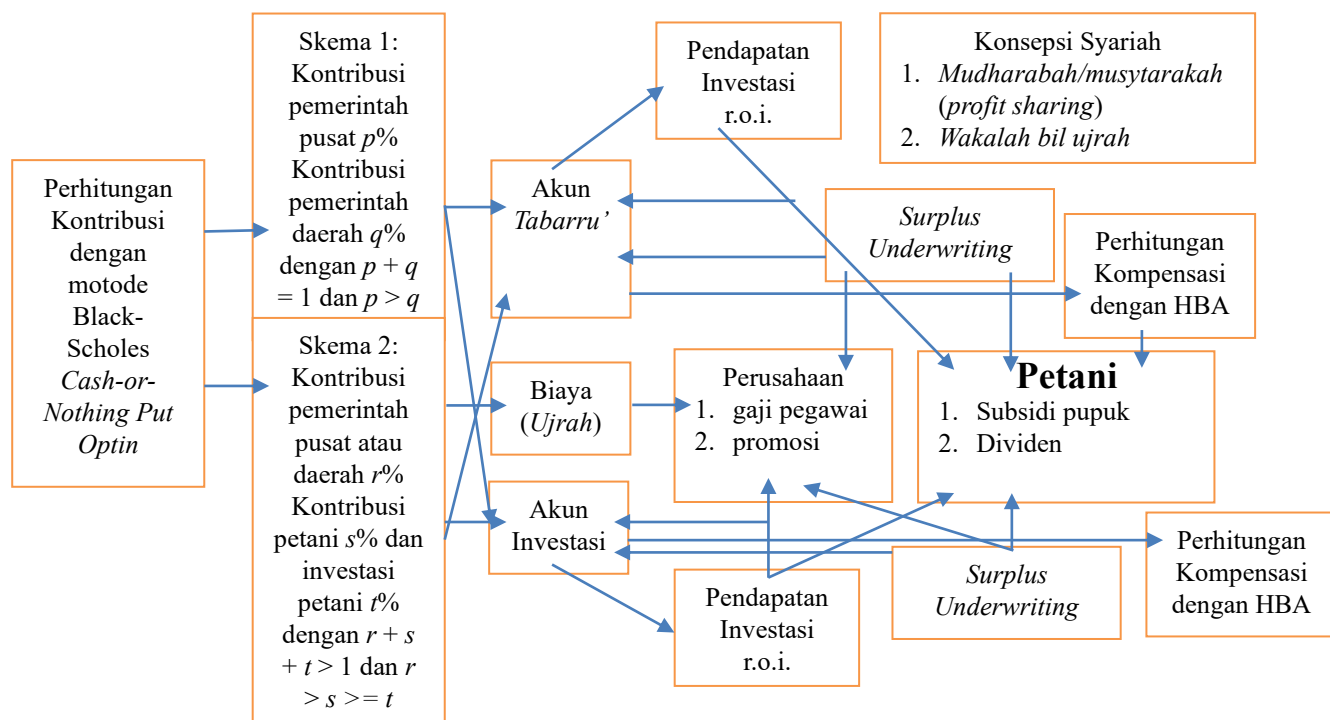 Perhitungan
Kontribusi
dengan
motode
Black-
Scholes
Cash-or-
Nothing Put
Optin
Skema 1:
Kontribusi
pemerintah
pusat p%
Kontribusi
pemerintah
daerah q%
dengan p + q
= 1 dan p > q
Skema 2:
Kontribusi
pemerintah
pusat atau
daerah r%
Kontribusi
petani s% dan
investasi
petani t%
dengan r + s
+ t > 1 dan r
> s >= t
Akun
Tabarru’
Biaya
(Ujrah)
Akun
Investasi
Pendapatan
Investasi
r.o.i.
Konsepsi Syariah
1. Mudharabah/musytarakah
(profit sharing)
2. Wakalah bil ujrah
Surplus
Underwriting
Perhitungan
Kompensasi
dengan HBA
Perusahaan
1. gaji pegawai
2. promosi
Petani
1. Subsidi pupuk
2. Dividen
Pendapatan
Investasi
r.o.i.
Surplus
Underwriting
Perhitungan
Kompensasi
dengan HBA